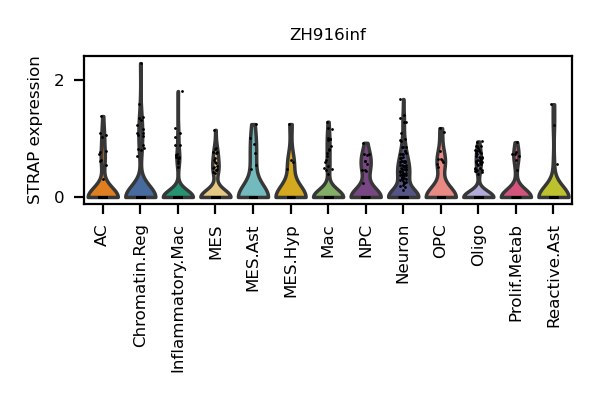 ZH916inf
STRAP expression
2
0
AC
Chromatin.Reg
Inflammatory.Mac
MES
MES.Ast
MES.Hyp
Mac
NPC
Neuron
OPC
Oligo
Prolif.Metab
Reactive.Ast